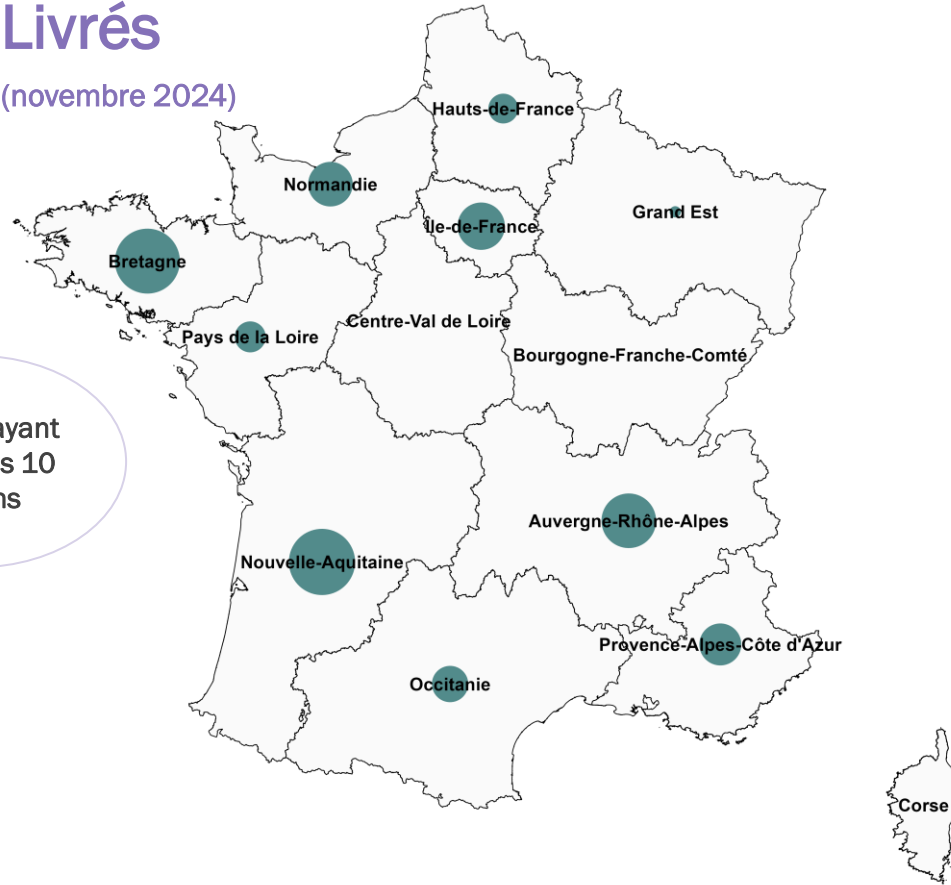 Livrés
(novembre 2024)
Hauts-de-France
Normandie
Grand Est
Île-de-France
Bretagne
Centre-Val de Loire
Pays de la Loire
Bourgogne-Franche-Comté
ayant
s 10
ns
Auvergne-Rhône-Alpes
Nouvelle-Aquitaine
Provence-Alpes-Côte d'Azur
Occitanie
Corse